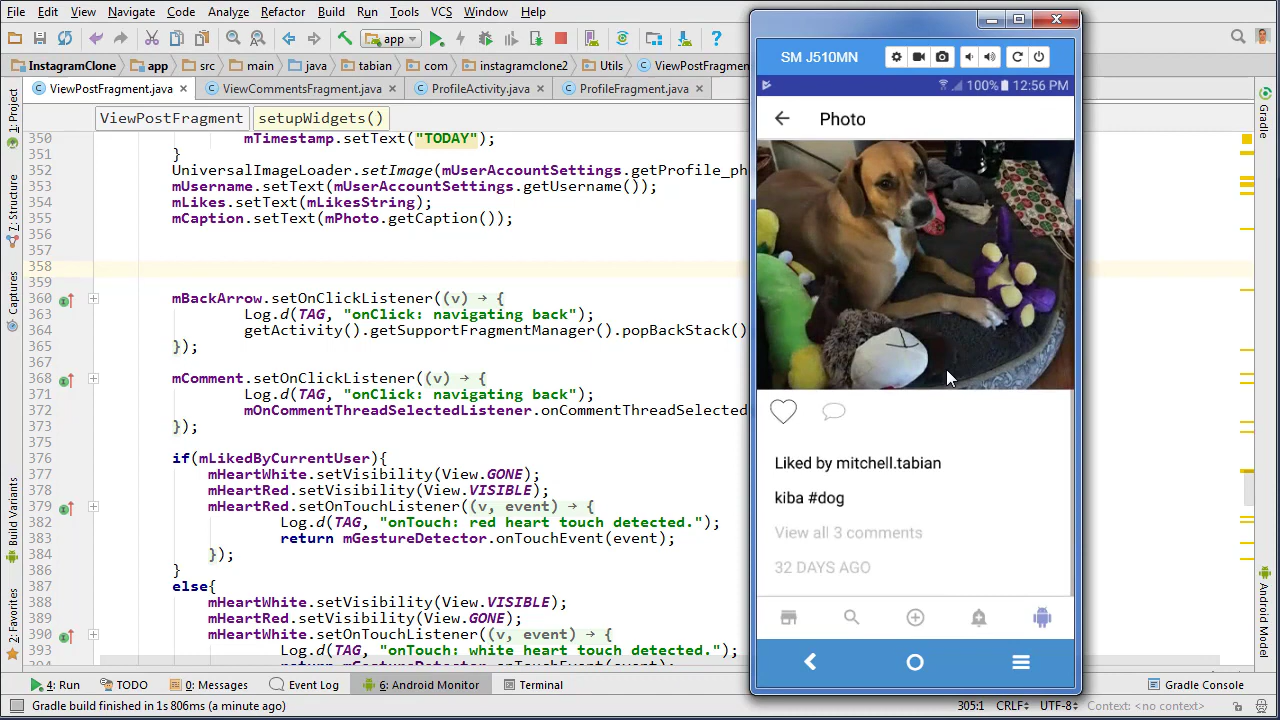 File Edit View Navigate Code Analyze Refactor Build Run Tools VCS Window Help
app
InstagramClone app src main java tabian com instagramclone2 Utils ViewPostFragm
ViewPostFragment.java ViewCommentsFragment.java ProfileActivity.java ProfileFragment.java
ViewPostFragment setupWidgets()
350 mTimestamp.setText("TODAY");
351 }
352 UniversalImageLoader.setImage(mUserAccountSettings.getProfile_ph
353 mUsername.setText(mUserAccountSettings.getUsername());
354 mLikes.setText(mLikesString);
355 mCaption.setText(mPhoto.getCaption());
356
357
358
359
360 mBackArrow.setOnClickListener((v) → {
363 Log.d(TAG, "onClick: navigating back");
364 getActivity().getSupportFragmentManager().popBackStack()
365 });
367
368 mComment.setOnClickListener((v) → {
371 Log.d(TAG, "onClick: navigating back");
372 mOnCommentThreadSelectedListener.onCommentThreadSelected
373 });
375
376 if(mLikedByCurrentUser){
377 mHeartWhite.setVisibility(View.GONE);
378 mHeartRed.setVisibility(View.VISIBLE);
379 mHeartRed.setOnTouchListener((v, event) → {
382 Log.d(TAG, "onTouch: red heart touch detected.");
383 return mGestureDetector.onTouchEvent(event);
384 });
386 }
387 else{
388 mHeartWhite.setVisibility(View.VISIBLE);
389 mHeartRed.setVisibility(View.GONE);
390 mHeartWhite.setOnTouchListener((v, event) → {
393 Log.d(TAG, "onTouch: white heart touch detected.");
394 return mGestureDetector.onTouchEvent(event);
1: Project
7: Structure
Captures
Build Variants
2: Favorites
Gradle
Android Model
SM J510MN
100% 12:56 PM
Photo
Liked by mitchell.tabian
kiba #dog
View all 3 comments
32 DAYS AGO
4: Run TODO 0: Messages Event Log 6: Android Monitor Terminal Gradle Console
Gradle build finished in 1s 806ms (a minute ago) 305:1 CRLF÷ UTF-8÷ Context: <no context>